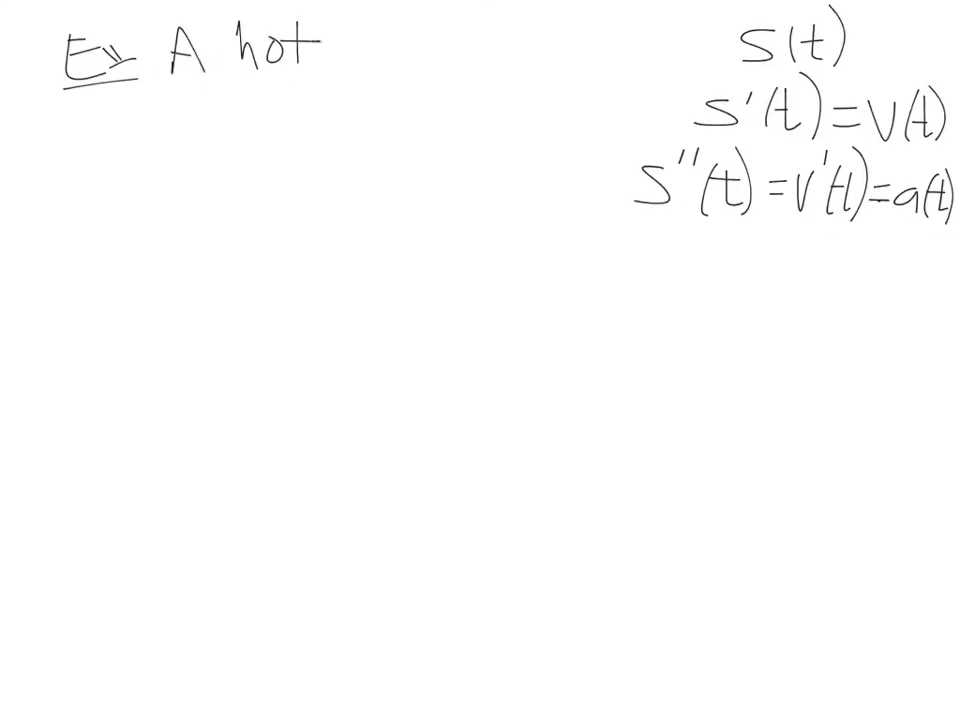 Ex A hot
s(t)
s'(t) = v(t)
s''(t) = v'(t) = a(t)